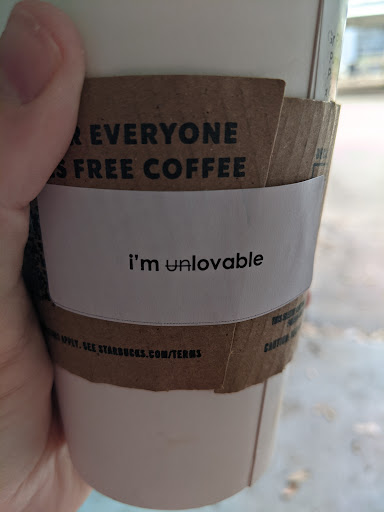 EVERYONE
FREE COFFEE
i'm unlovable
APPLY. SEE STARBUCKS.COM/TERMS